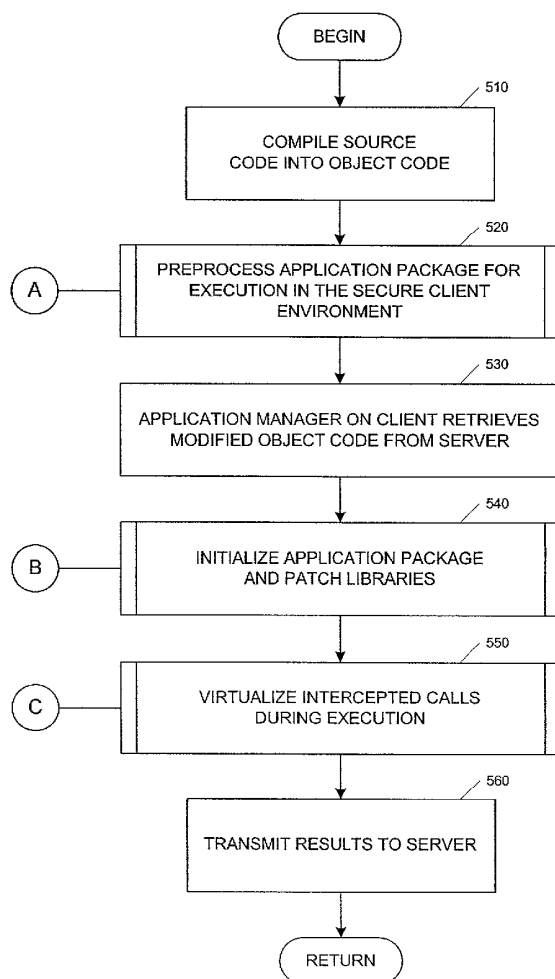 BEGIN
510
COMPILE SOURCE
CODE INTO OBJECT CODE
520
A
PREPROCESS APPLICATION PACKAGE FOR
EXECUTION IN THE SECURE CLIENT
ENVIRONMENT
530
APPLICATION MANAGER ON CLIENT RETRIEVES
MODIFIED OBJECT CODE FROM SERVER
540
B
INITIALIZE APPLICATION PACKAGE
AND PATCH LIBRARIES
550
C
VIRTUALIZE INTERCEPTED CALLS
DURING EXECUTION
560
TRANSMIT RESULTS TO SERVER
RETURN